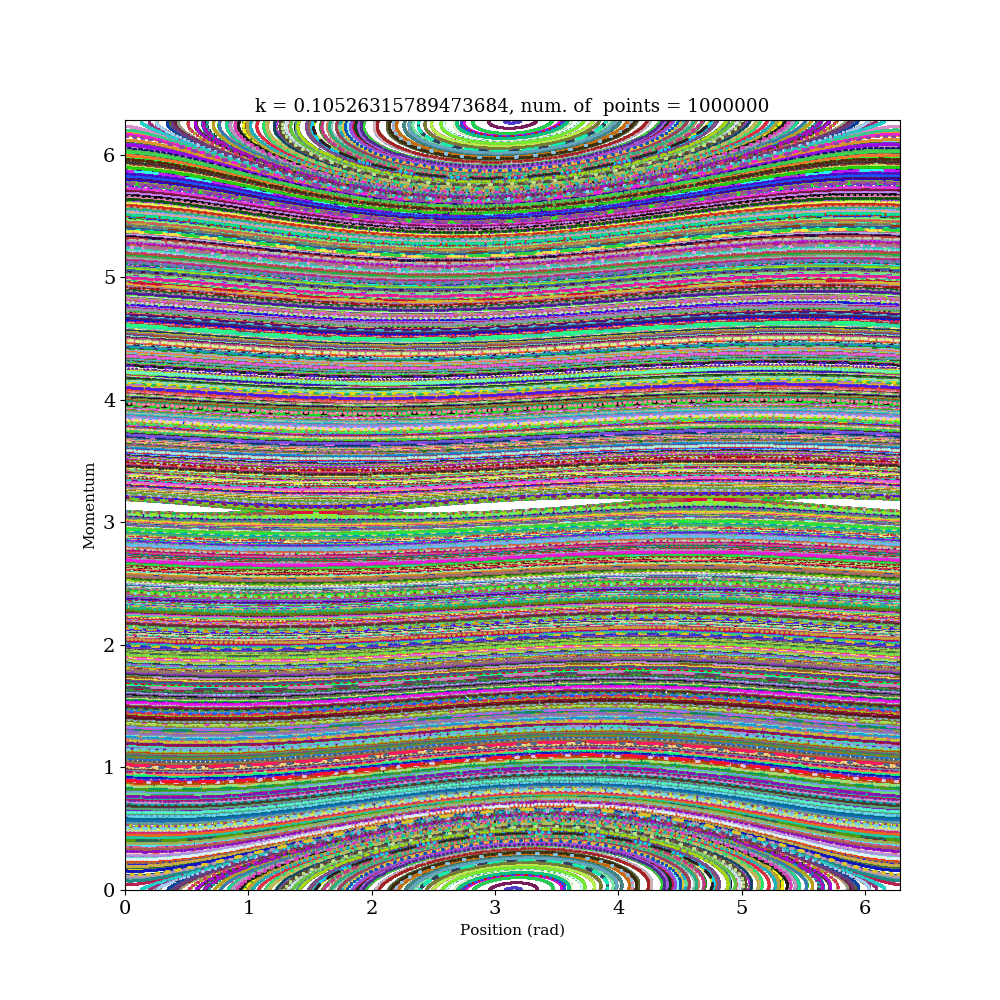 k = 0.10526315789473684, num. of  points = 1000000
6
5
4
3
2
1
0
Momentum
0 1 2 3 4 5 6
Position (rad)